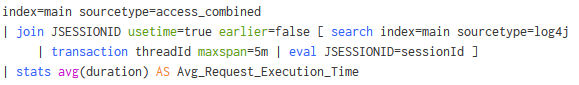 index=main sourcetype=access_combined
| join JSESSIONID usetime=true earlier=false [ search index=main sourcetype=log4j
| transaction threadId maxspan=5m | eval JSESSIONID=sessionId ]
| stats avg(duration) AS Avg_Request_Execution_Time